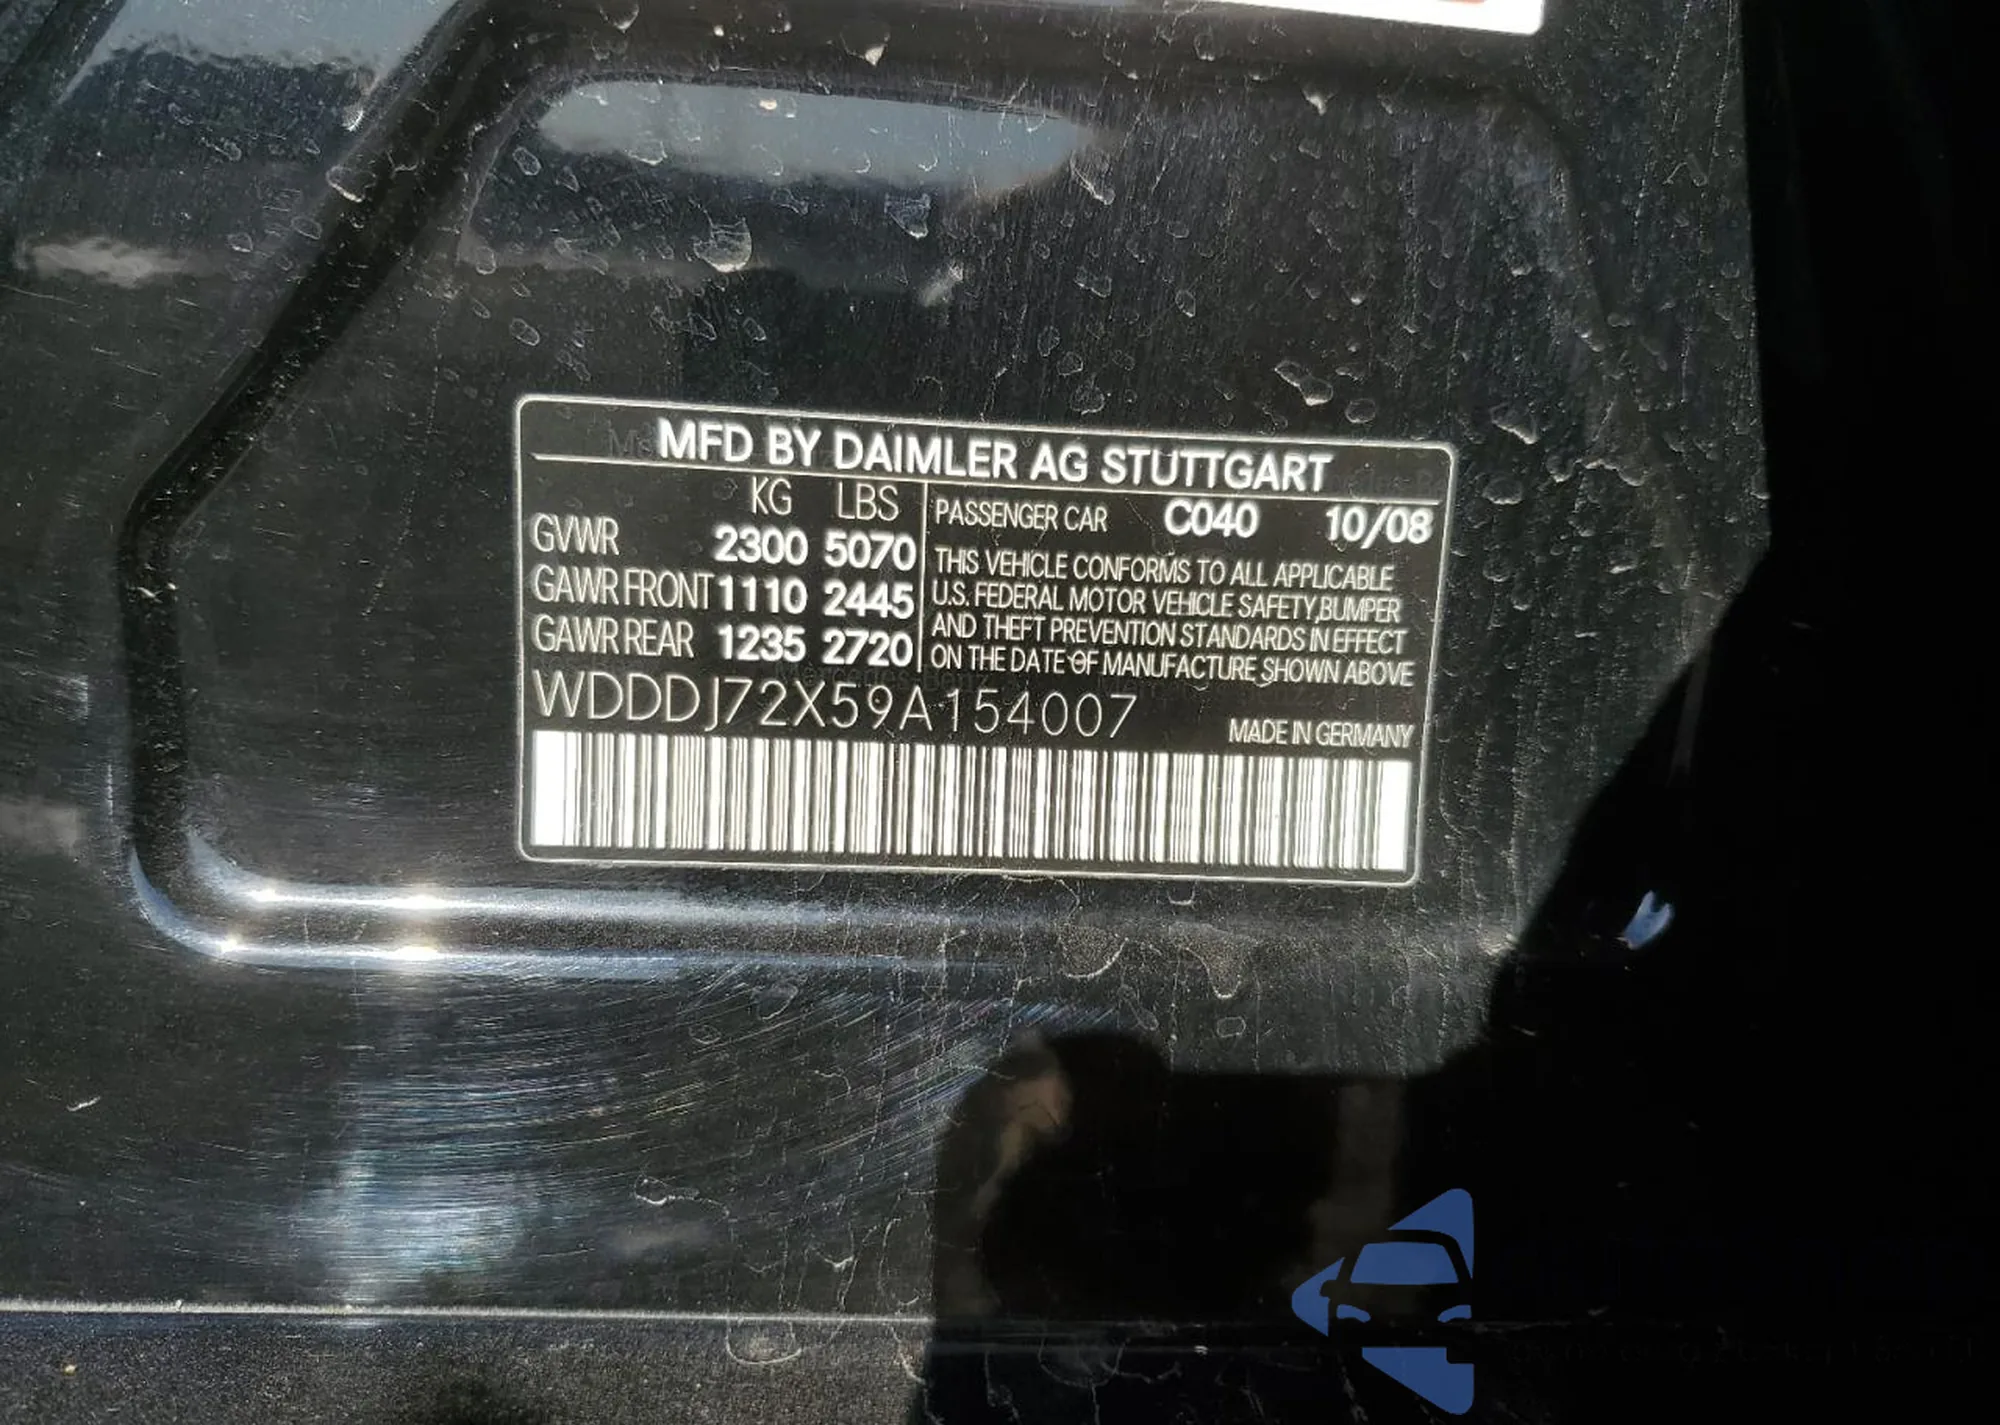 MFD BY DAIMLER AG STUTTGART
KG LBS
GVWR 2300 5070
GAWR FRONT 1110 2445
GAWR REAR 1235 2720
PASSENGER CAR C040 10/08
THIS VEHICLE CONFORMS TO ALL APPLICABLE
U.S. FEDERAL MOTOR VEHICLE SAFETY,BUMPER
AND THEFT PREVENTION STANDARDS IN EFFECT
ON THE DATE OF MANUFACTURE SHOWN ABOVE
WDDDJ72X59A154007
MADE IN GERMANY